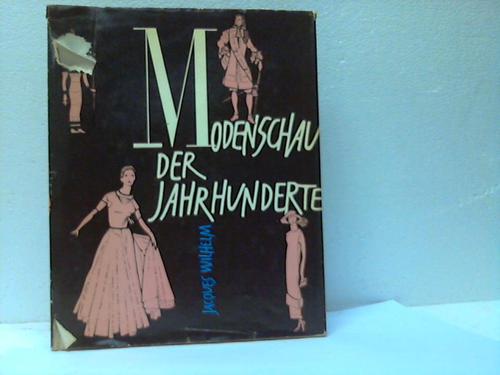 MODENSCHAU
DER
JAHRHUNDERTE
JACQUES WILHELM